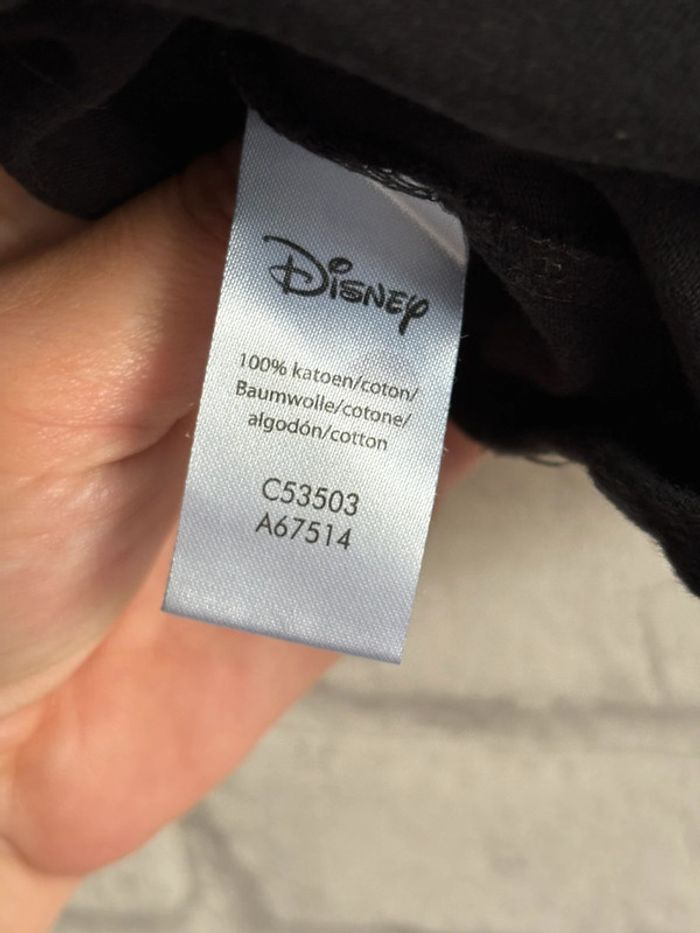 Disney
100% katoen/coton/
Baumwolle/cotone/
algodón/cotton
C53503
A67514